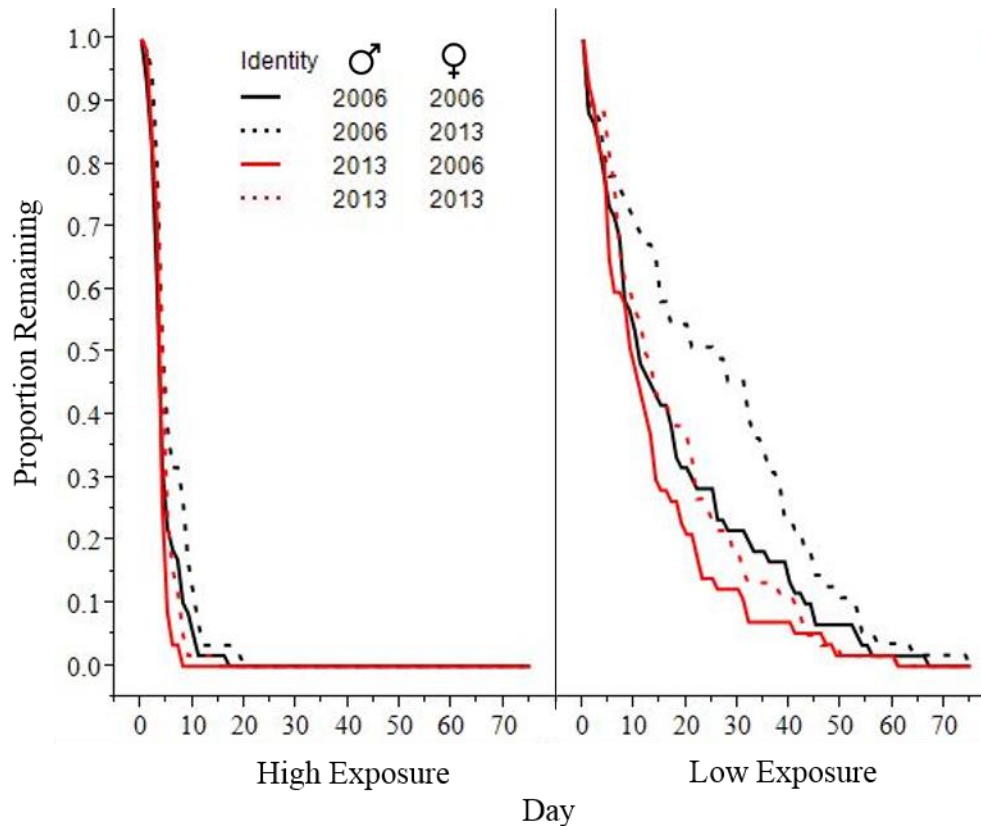 Proportion Remaining
1.0
0.9
0.8
0.7
0.6
0.5
0.4
0.3
0.2
0.1
0.0
Identity ♂ ♀
2006 2006
2006 2013
2013 2006
2013 2013
0 10 20 30 40 50 60 70
0 10 20 30 40 50 60 70
High Exposure
Low Exposure
Day